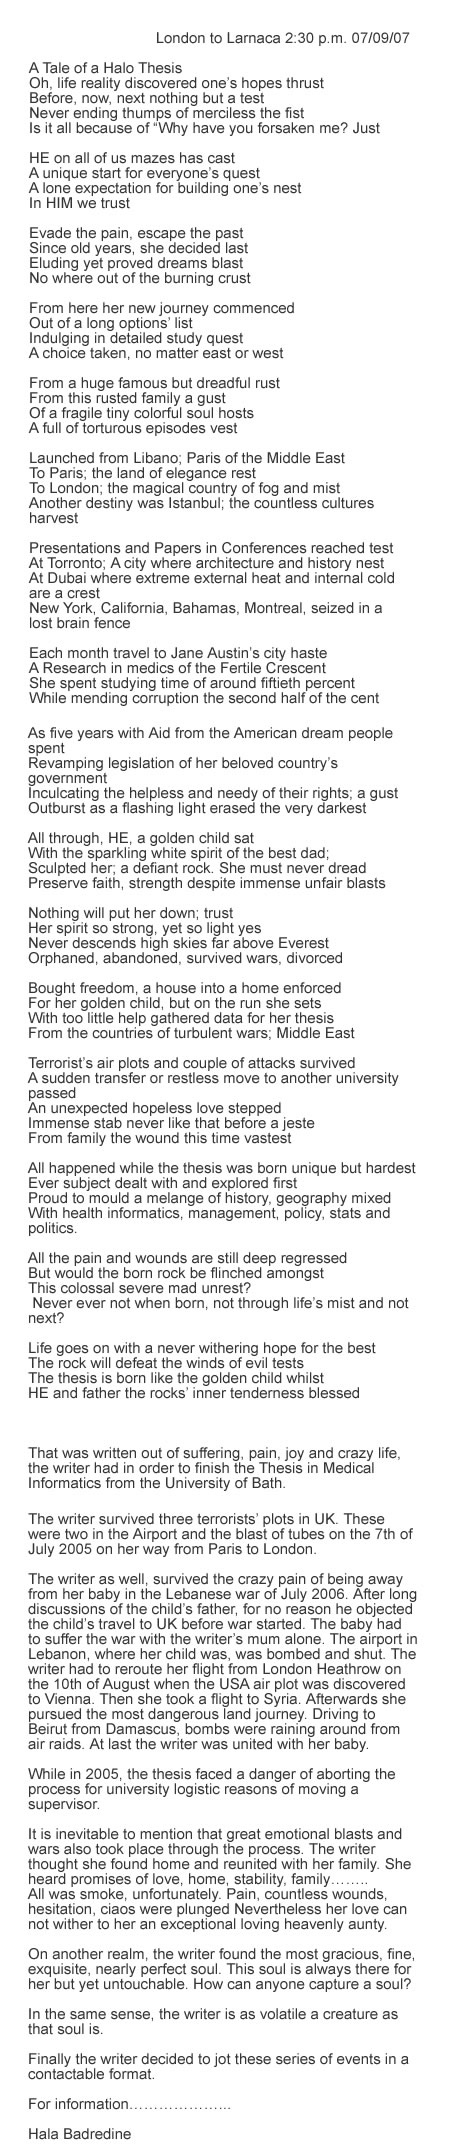 London to Larnaca 2:30 p.m. 07/09/07
A Tale of a Halo Thesis
Oh, life reality discovered one's hopes thrust
Before, now, next nothing but a test
Never ending thumps of merciless the fist
Is it all because of “Why have you forsaken me? Just
HE on all of us mazes has cast
A unique start for everyone's quest
A lone expectation for building one's nest
In HIM we trust
Evade the pain, escape the past
Since old years, she decided last
Eluding yet proved dreams blast
No where out of the burning crust
From here her new journey commenced
Out of a long options' list
Indulging in detailed study quest
A choice taken, no matter east or west
From a huge famous but dreadful rust
From this rusted family a gust
Of a fragile tiny colorful soul hosts
A full of torturous episodes vest
Launched from Libano; Paris of the Middle East
To Paris; the land of elegance rest
To London; the magical country of fog and mist
Another destiny was Istanbul; the countless cultures
harvest
Presentations and Papers in Conferences reached test
At Torronto; A city where architecture and history nest
At Dubai where extreme external heat and internal cold
are a crest
New York, California, Bahamas, Montreal, seized in a
lost brain fence
Each month travel to Jane Austin's city haste
A Research in medics of the Fertile Crescent
She spent studying time of around fiftieth percent
While mending corruption the second half of the cent
As five years with Aid from the American dream people
spent
Revamping legislation of her beloved country's
government
Inculcating the helpless and needy of their rights; a gust
Outburst as a flashing light erased the very darkest
All through, HE, a golden child sat
With the sparkling white spirit of the best dad;
Sculpted her; a defiant rock. She must never dread
Preserve faith, strength despite immense unfair blasts
Nothing will put her down; trust
Her spirit so strong, yet so light yes
Never descends high skies far above Everest
Orphaned, abandoned, survived wars, divorced
Bought freedom, a house into a home enforced
For her golden child, but on the run she sets
With too little help gathered data for her thesis
From the countries of turbulent wars; Middle East
Terrorist's air plots and couple of attacks survived
A sudden transfer or restless move to another university
passed
An unexpected hopeless love stepped
Immense stab never like that before a jeste
From family the wound this time vastest
All happened while the thesis was born unique but hardest
Ever subject dealt with and explored first
Proud to mould a melange of history, geography mixed
With health informatics, management, policy, stats and
politics.
All the pain and wounds are still deep regressed
But would the born rock be flinched amongst
This colossal severe mad unrest?
Never ever not when born, not through life's mist and not
next?
Life goes on with a never withering hope for the best
The rock will defeat the winds of evil tests
The thesis is born like the golden child whilst
HE and father the rocks' inner tenderness blessed
That was written out of suffering, pain, joy and crazy life,
the writer had in order to finish the Thesis in Medical
Informatics from the University of Bath.
The writer survived three terrorists' plots in UK. These
were two in the Airport and the blast of tubes on the 7th of
July 2005 on her way from Paris to London.
The writer as well, survived the crazy pain of being away
from her baby in the Lebanese war of July 2006. After long
discussions of the child's father, for no reason he objected
the child's travel to UK before war started. The baby had
to suffer the war with the writer's mum alone. The airport in
Lebanon, where her child was, was bombed and shut. The
writer had to reroute her flight from London Heathrow on
the 10th of August when the USA air plot was discovered
to Vienna. Then she took a flight to Syria. Afterwards she
pursued the most dangerous land journey. Driving to
Beirut from Damascus, bombs were raining around from
air raids. At last the writer was united with her baby.
While in 2005, the thesis faced a danger of aborting the
process for university logistic reasons of moving a
supervisor.
It is inevitable to mention that great emotional blasts and
wars also took place through the process. The writer
thought she found home and reunited with her family. She
heard promises of love, home, stability, family……..
All was smoke, unfortunately. Pain, countless wounds,
hesitation, ciaos were plunged Nevertheless her love can
not wither to her an exceptional loving heavenly aunty.
On another realm, the writer found the most gracious, fine,
exquisite, nearly perfect soul. This soul is always there for
her but yet untouchable. How can anyone capture a soul?
In the same sense, the writer is as volatile a creature as
that soul is.
Finally the writer decided to jot these series of events in a
contactable format.
For information………………...
Hala Badredine